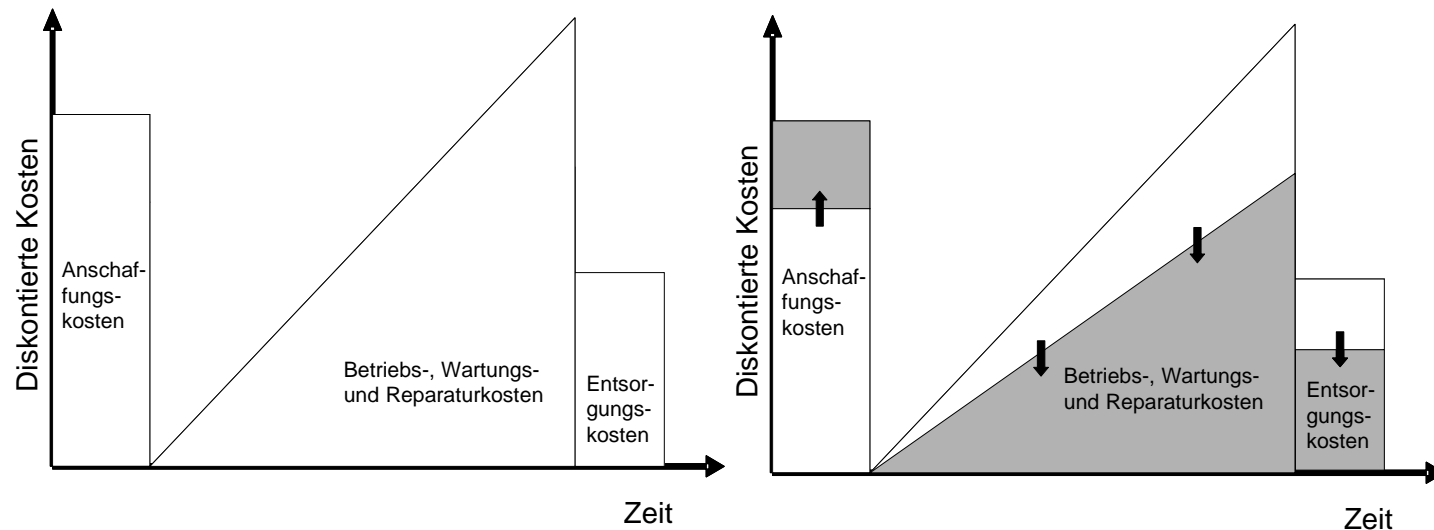 Diskontierte Kosten
Anschaf-
fungs-
kosten
Betriebs-, Wartungs-
und Reparaturkosten
Entsor-
gungs-
kosten
Zeit
Diskontierte Kosten
Anschaf-
fungs-
kosten
Betriebs-, Wartungs-
und Reparaturkosten
Entsor-
gungs-
kosten
Zeit